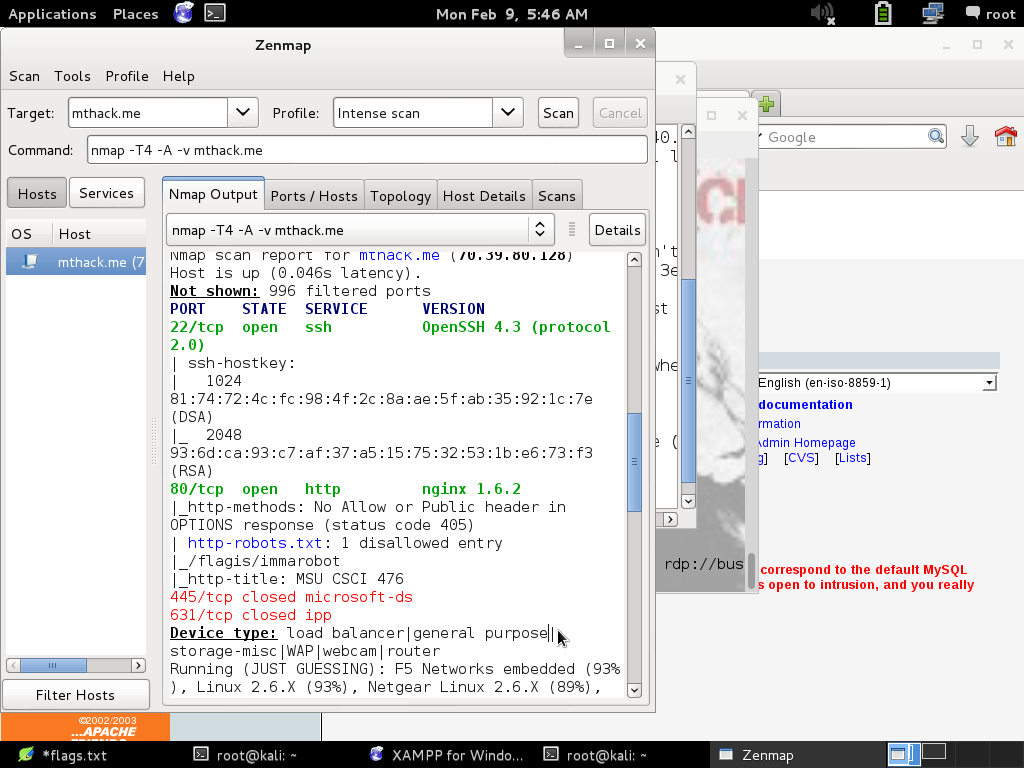 Applications Places Mon Feb 9, 5:46 AM root
Zenmap
Scan Tools Profile Help
Target: mthack.me Profile: Intense scan Scan Cancel
Command: nmap -T4 -A -v mthack.me
Hosts Services
Nmap Output Ports / Hosts Topology Host Details Scans
OS Host
mthack.me (7
nmap -T4 -A -v mthack.me Details
Nmap scan report for mthack.me (70.39.80.128)
Host is up (0.046s latency).
Not shown: 996 filtered ports
PORT STATE SERVICE VERSION
22/tcp open ssh OpenSSH 4.3 (protocol
2.0)
| ssh-hostkey:
| 1024
81:74:72:4c:fc:98:4f:2c:8a:ae:5f:ab:35:92:1c:7e
(DSA)
|_ 2048
93:6d:ca:93:c7:af:37:a5:15:75:32:53:1b:e6:73:f3
(RSA)
80/tcp open http nginx 1.6.2
|_http-methods: No Allow or Public header in
OPTIONS response (status code 405)
| http-robots.txt: 1 disallowed entry
|_/flagis/immarobot
|_http-title: MSU CSCI 476
445/tcp closed microsoft-ds
631/tcp closed ipp
Device type: load balancer|general purpose|
storage-misc|WAP|webcam|router
Running (JUST GUESSING): F5 Networks embedded (93%
), Linux 2.6.X (93%), Netgear Linux 2.6.X (89%),
Filter Hosts
40.
l
n't
3e
st
whe
e (
rdp://bus
Google
English (en-iso-8859-1)
documentation
rmation
Admin Homepage
g] [CVS] [Lists]
correspond to the default MySQL
s open to intrusion, and you really
©2002/2003
...APACHE
*flags.txt root@kali: ~ XAMPP for Windo... root@kali: ~ Zenmap